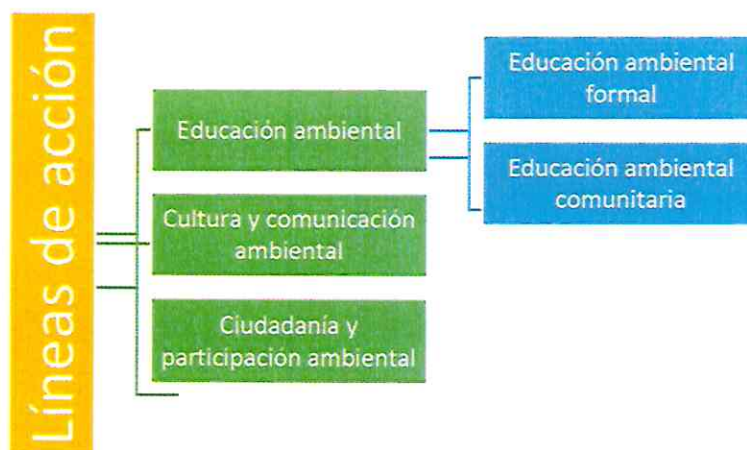 Líneas de acción
Educación ambiental
Educación ambiental
formal
Educación ambiental
comunitaria
Cultura y comunicación
ambiental
Ciudadanía y
participación ambiental